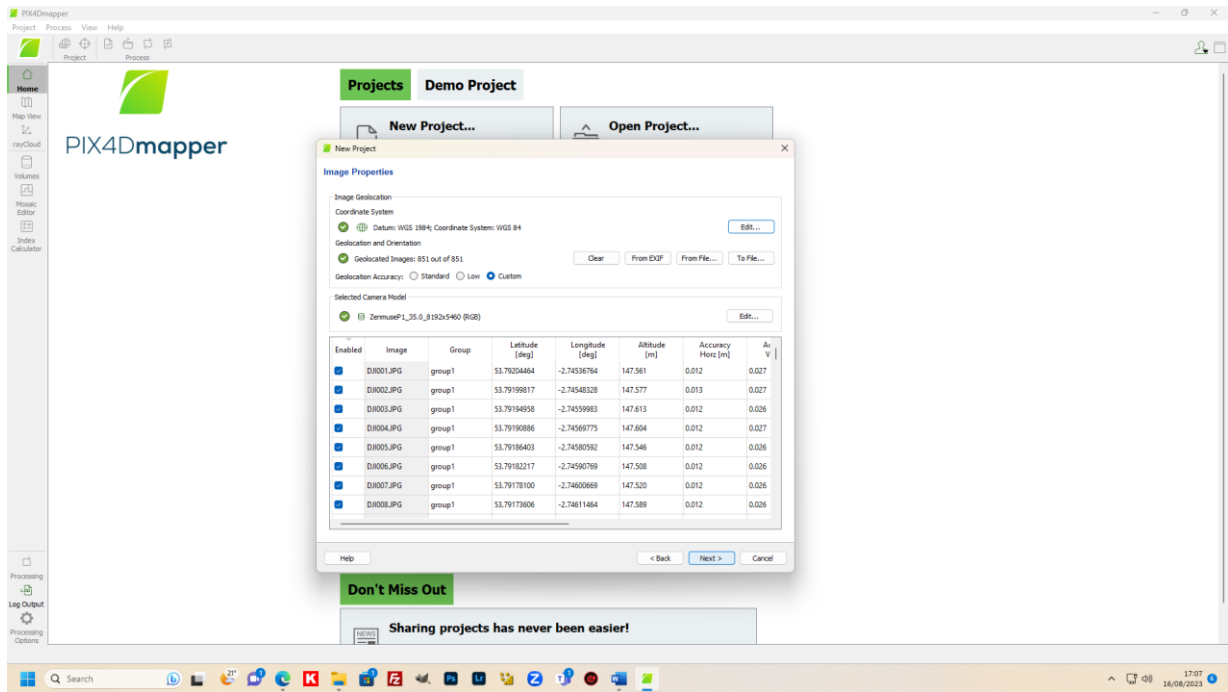 PIX4Dmapper
Project Process View Help
Project Process
Home
Map View
rayCloud
Volumes
Mosaic
Editor
Index
Calculator
Processing
Log Output
Processing
Options
PIX4Dmapper
Projects Demo Project
New Project... Open Project...
New Project
Image Properties
Image Geolocation
Coordinate System
Datum: WGS 1984; Coordinate System: WGS 84 Edit...
Geolocation and Orientation
Geolocated Images: 851 out of 851 Clear From EXIF From File... To File...
Geolocation Accuracy: Standard Low Custom
Selected Camera Model
ZenmuseP1_35.0_8192x5460 (RGB) Edit...
Enabled Image Group Latitude [deg] Longitude [deg] Altitude [m] Accuracy Horz [m]
DJI001.JPG group1 53.79204464 -2.74536764 147.561 0.012 0.027
DJI002.JPG group1 53.79199817 -2.74548328 147.577 0.013 0.027
DJI003.JPG group1 53.79194958 -2.74559983 147.613 0.012 0.026
DJI004.JPG group1 53.79190886 -2.74569775 147.604 0.012 0.027
DJI005.JPG group1 53.79186403 -2.74580592 147.546 0.012 0.026
DJI006.JPG group1 53.79182217 -2.74590769 147.508 0.012 0.026
DJI007.JPG group1 53.79178100 -2.74600669 147.520 0.012 0.026
DJI008.JPG group1 53.79173606 -2.74611464 147.589 0.012 0.026
Help < Back Next > Cancel
Don't Miss Out
NEWS
Sharing projects has never been easier!
Search
21°
17:07
16/08/2023